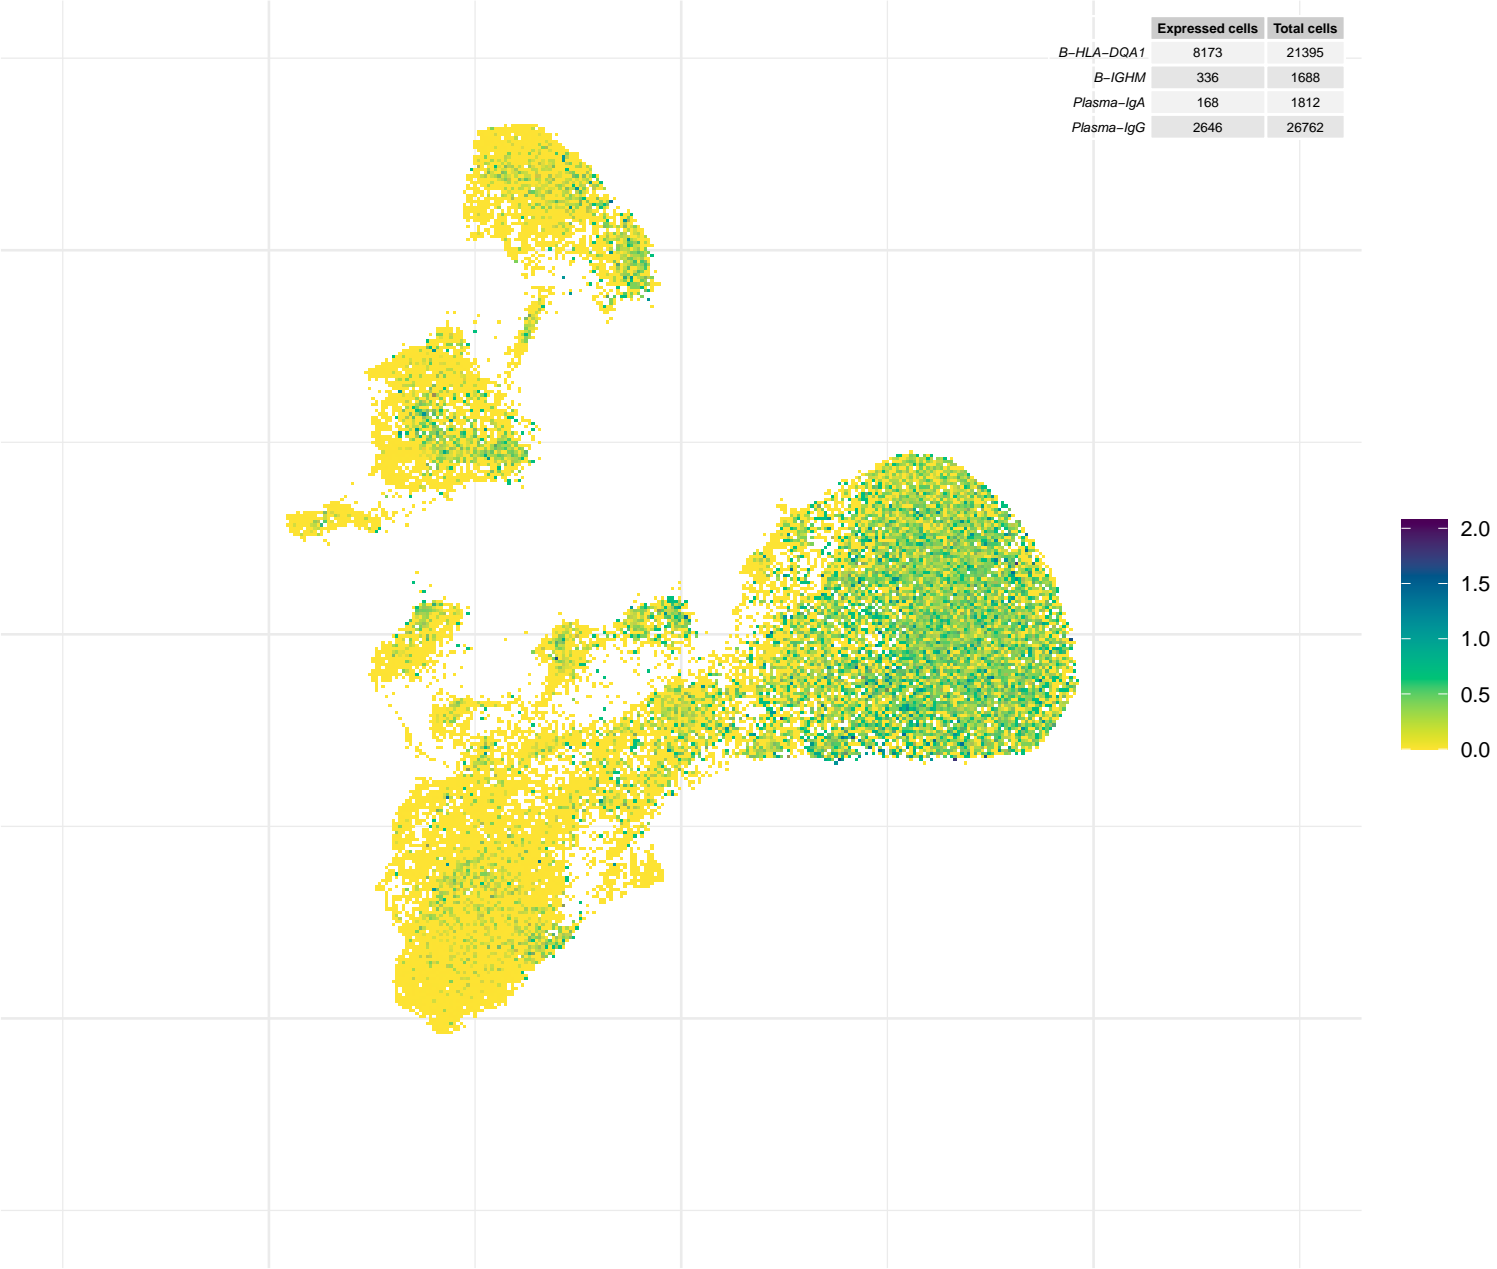 Expressed cells Total cells
B−HLA−DQA1 8173 21395
B−IGHM 336 1688
Plasma−IgA 168 1812
Plasma−IgG 2646 26762
2.0
1.5
1.0
0.5
0.0